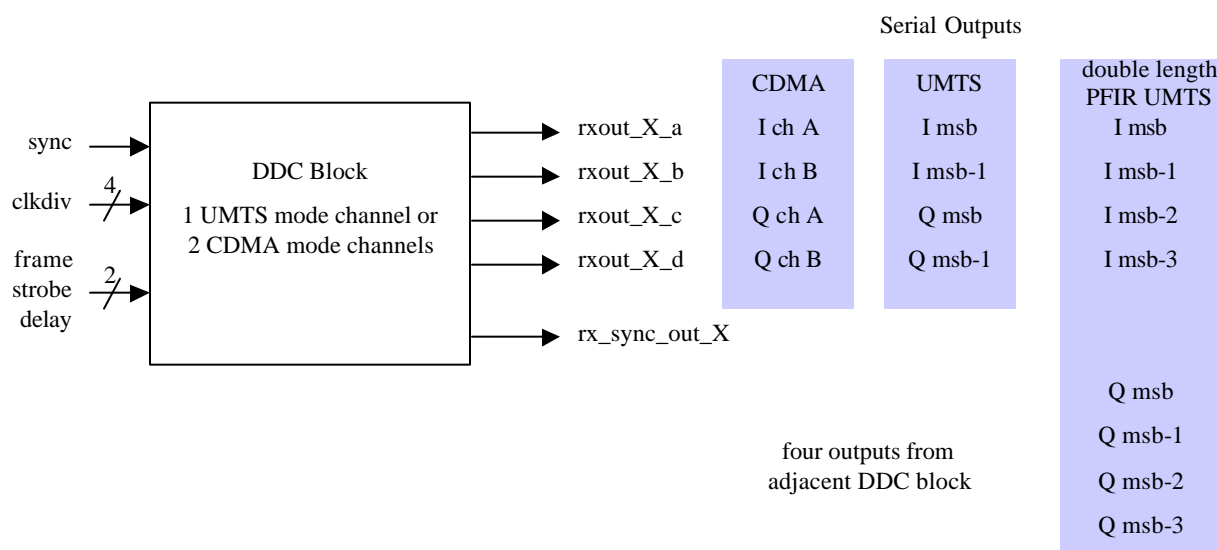 Serial Outputs
CDMA UMTS double length
PFIR UMTS
sync
clkdiv 4
frame
strobe
delay 2
DDC Block
1 UMTS mode channel or
2 CDMA mode channels
rxout_X_a I ch A I msb I msb
rxout_X_b I ch B I msb-1 I msb-1
rxout_X_c Q ch A Q msb I msb-2
rxout_X_d Q ch B Q msb-1 I msb-3
rx_sync_out_X
four outputs from
adjacent DDC block
Q msb
Q msb-1
Q msb-2
Q msb-3